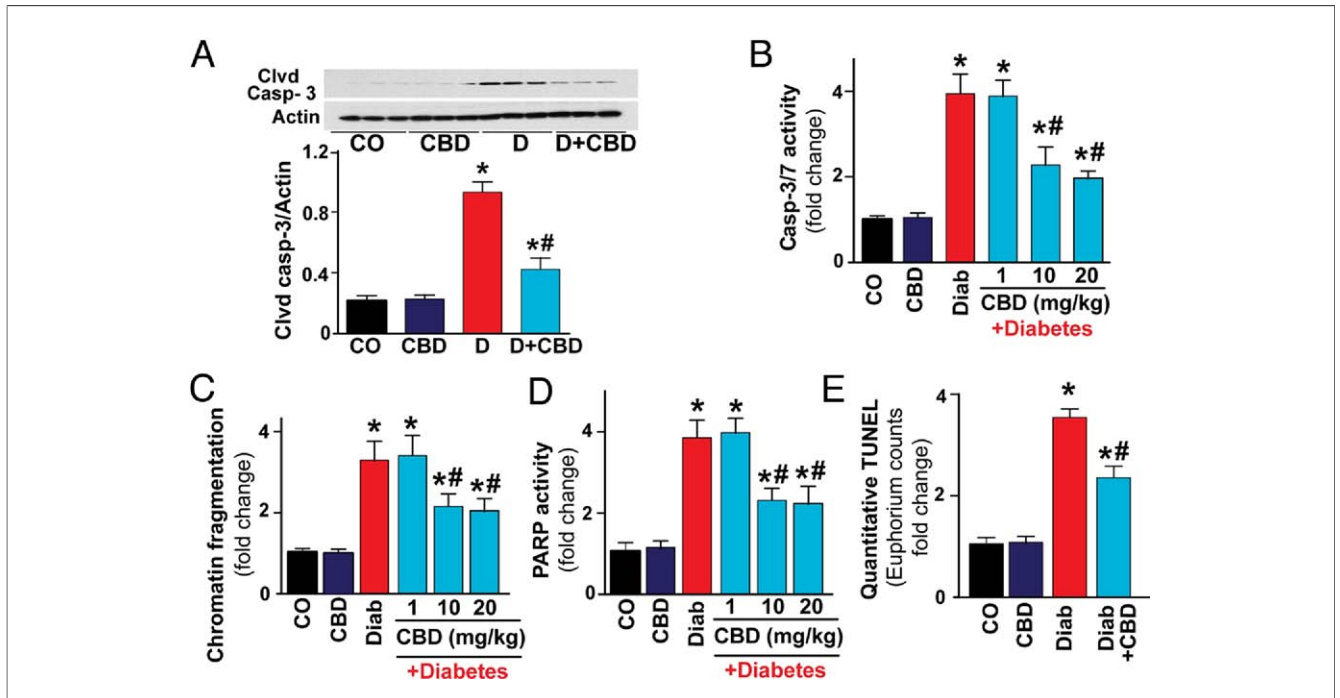 A
Clvd
Casp- 3
Actin
CO CBD D D+CBD
Clvd casp-3/Actin
1.2
0.8
0.4
0
*
*#
CO CBD D D+CBD
B
Casp-3/7 activity
(fold change)
4
2
0
* * *# *#
CO CBD Diab 1 10 20
CBD (mg/kg)
+Diabetes
C
Chromatin fragmentation
(fold change)
4
2
0
* * *# *#
CO CBD Diab 1 10 20
CBD (mg/kg)
+Diabetes
D
PARP activity
(fold change)
4
2
0
* * *# *#
CO CBD Diab 1 10 20
CBD (mg/kg)
+Diabetes
E
Quantitative TUNEL
(Euphorium counts
fold change)
4
2
0
* *#
CO CBD Diab Diab
+CBD